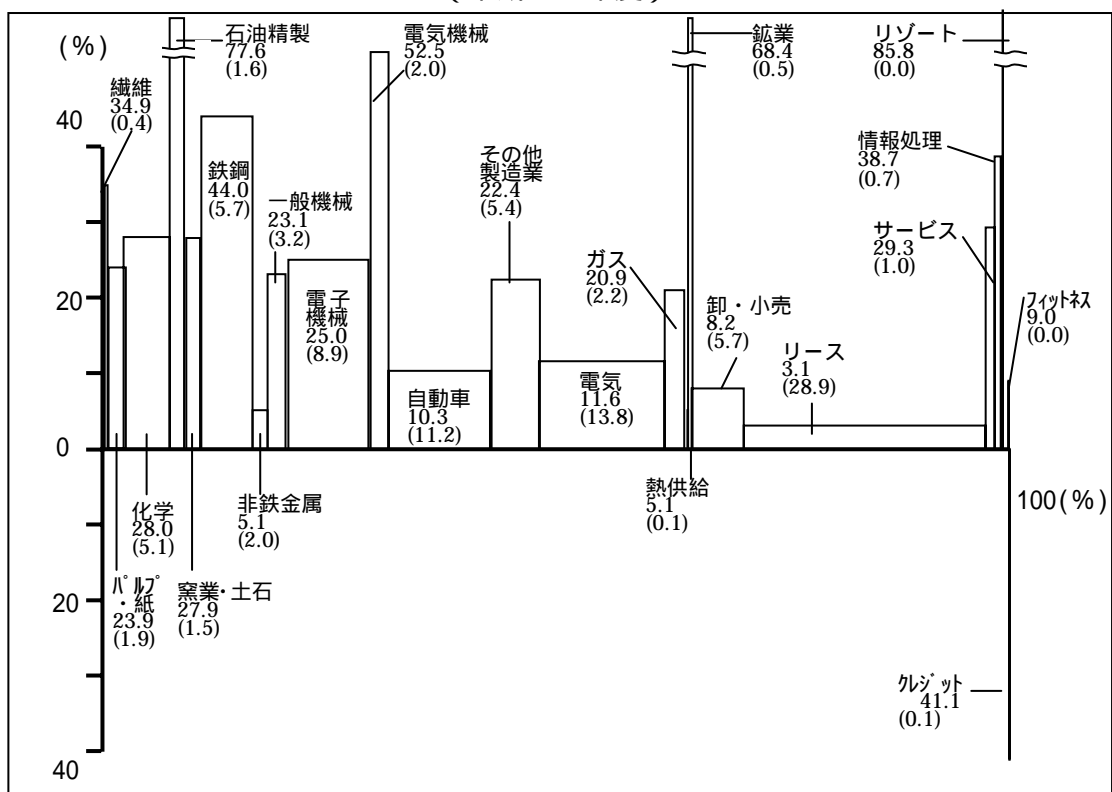 (%)
石油精製
77.6
(1.6)
電気機械
52.5
(2.0)
鉱業
68.4
(0.5)
リゾート
85.8
(0.0)
繊維
34.9
(0.4)
40
鉄鋼
44.0
(5.7)
一般機械
23.1
(3.2)
その他
製造業
22.4
(5.4)
情報処理
38.7
(0.7)
サービス
29.3
(1.0)
ガス
20.9
(2.2)
20
電子
機械
25.0
(8.9)
卸・小売
8.2
(5.7)
フィットネス
9.0
(0.0)
リース
3.1
(28.9)
自動車
10.3
(11.2)
電気
11.6
(13.8)
0
化学
28.0
(5.1)
非鉄金属
5.1
(2.0)
熱供給
5.1
(0.1)
100(%)
パルプ
・紙
23.9
(1.9)
窯業・土石
27.9
(1.5)
20
クレジット
41.1
(0.1)
40